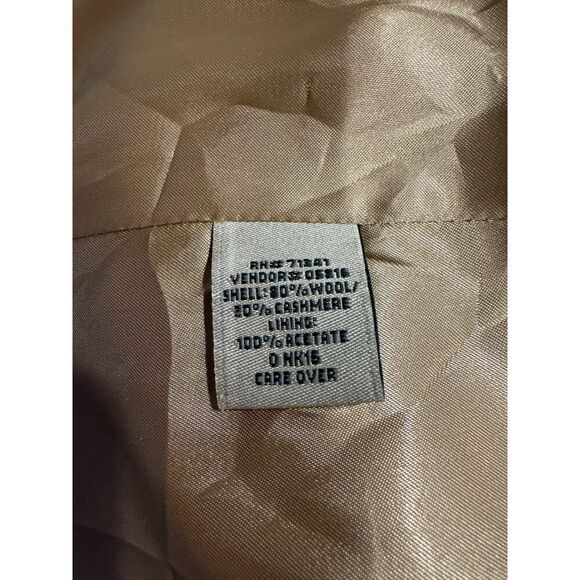 RN# 71341
VENDOR# 05816
SHELL: 80% WOOL/
20% CASHMERE
LINING:
100% ACETATE
0 NK16
CARE OVER